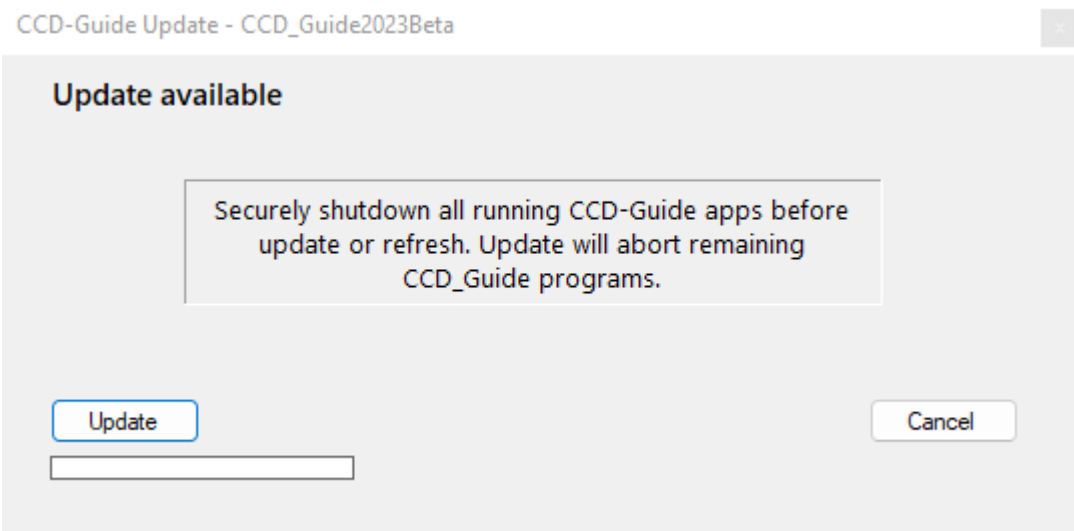 CCD-Guide Update - CCD_Guide2023Beta
x
Update available
Securely shutdown all running CCD-Guide apps before
update or refresh. Update will abort remaining
CCD_Guide programs.
Update
Cancel